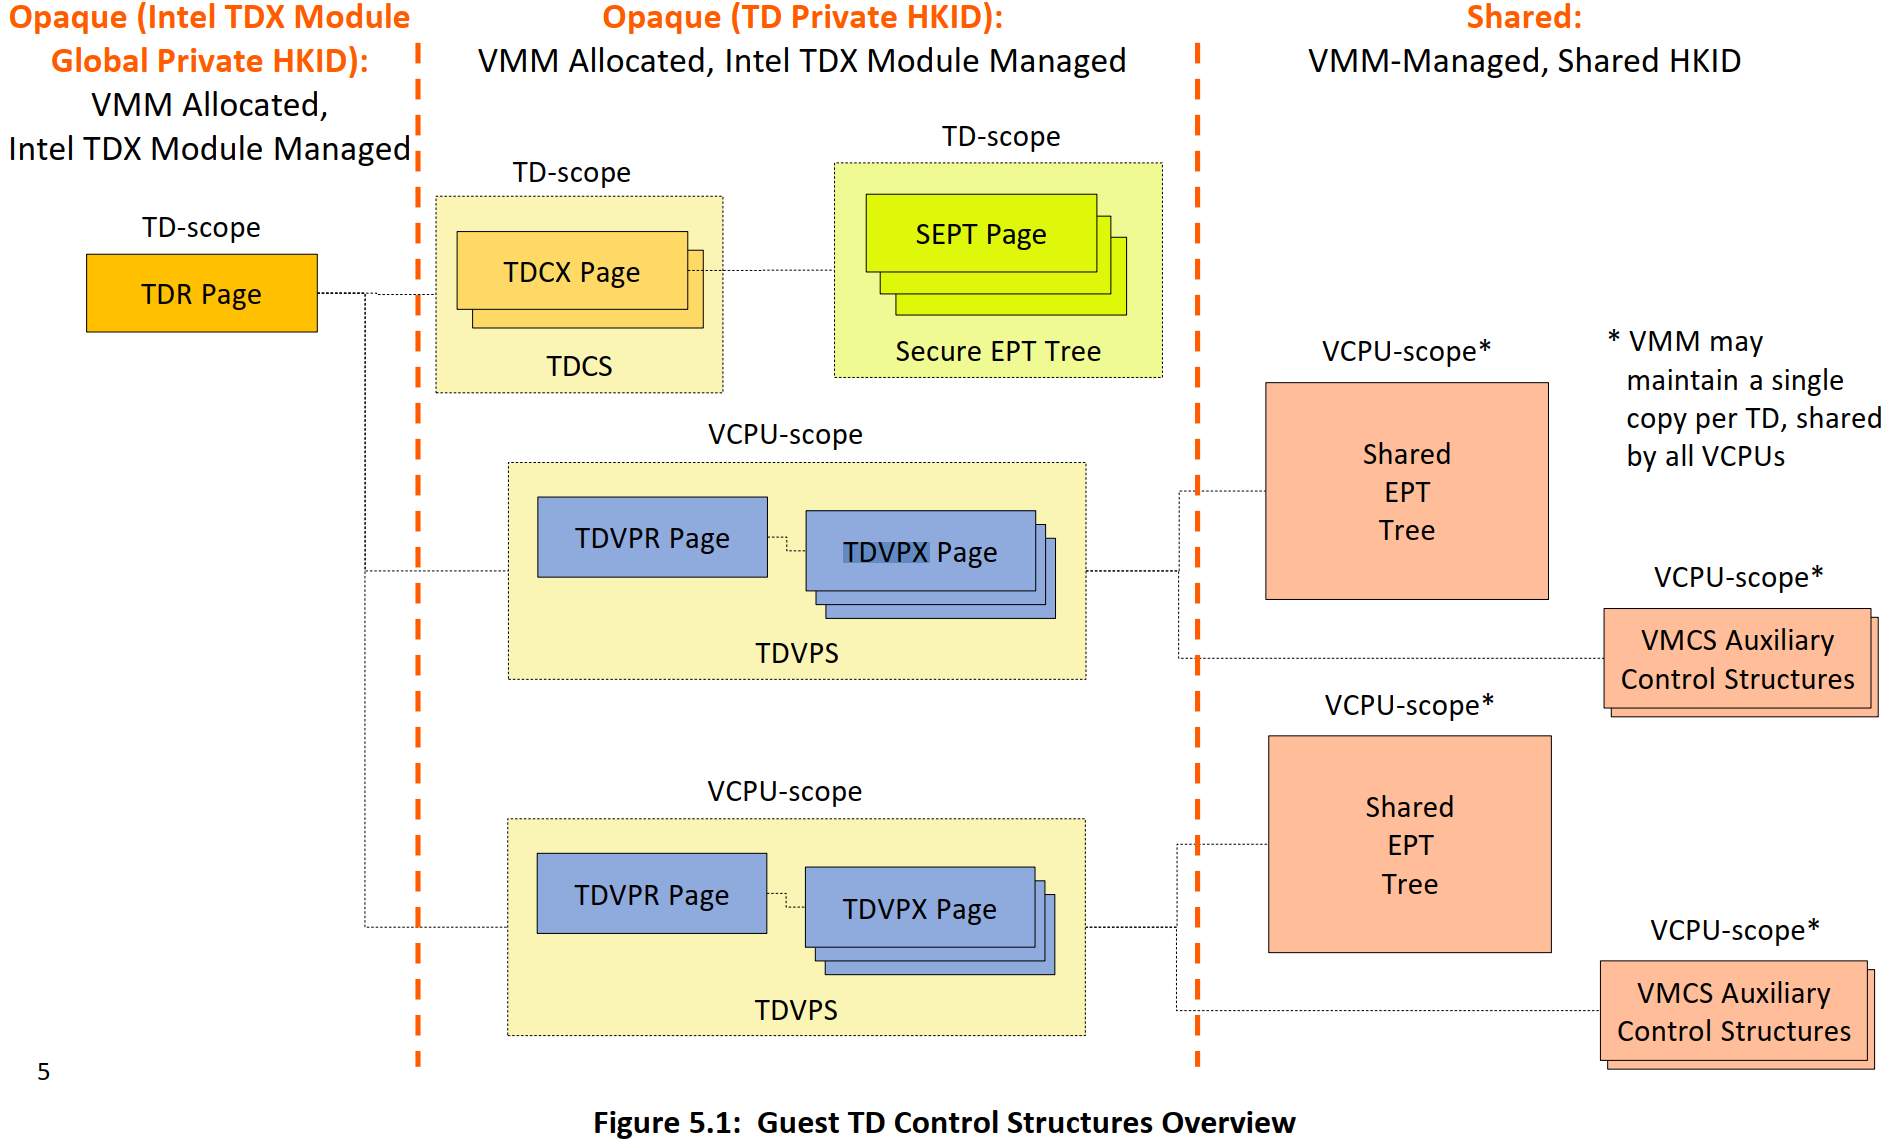 Opaque (Intel TDX Module
Global Private HKID):
VMM Allocated,
Intel TDX Module Managed
Opaque (TD Private HKID):
VMM Allocated, Intel TDX Module Managed
Shared:
VMM-Managed, Shared HKID
TD-scope
TDR Page
TD-scope
TDCX Page
TDCS
TD-scope
SEPT Page
Secure EPT Tree
VCPU-scope
TDVPR Page
TDVPX Page
TDVPS
VCPU-scope*
Shared
EPT
Tree
* VMM may
maintain a single
copy per TD, shared
by all VCPUs
VCPU-scope*
VMCS Auxiliary
Control Structures
VCPU-scope
TDVPR Page
TDVPX Page
TDVPS
VCPU-scope*
Shared
EPT
Tree
VCPU-scope*
VMCS Auxiliary
Control Structures
5
Figure 5.1: Guest TD Control Structures Overview